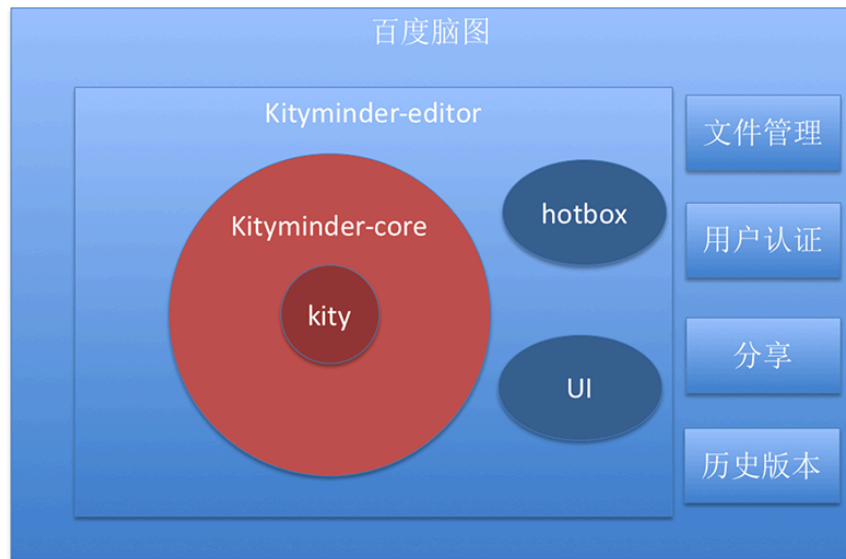 百度脑图
Kityminder-editor
文件管理
hotbox
Kityminder-core
用户认证
kity
分享
UI
历史版本